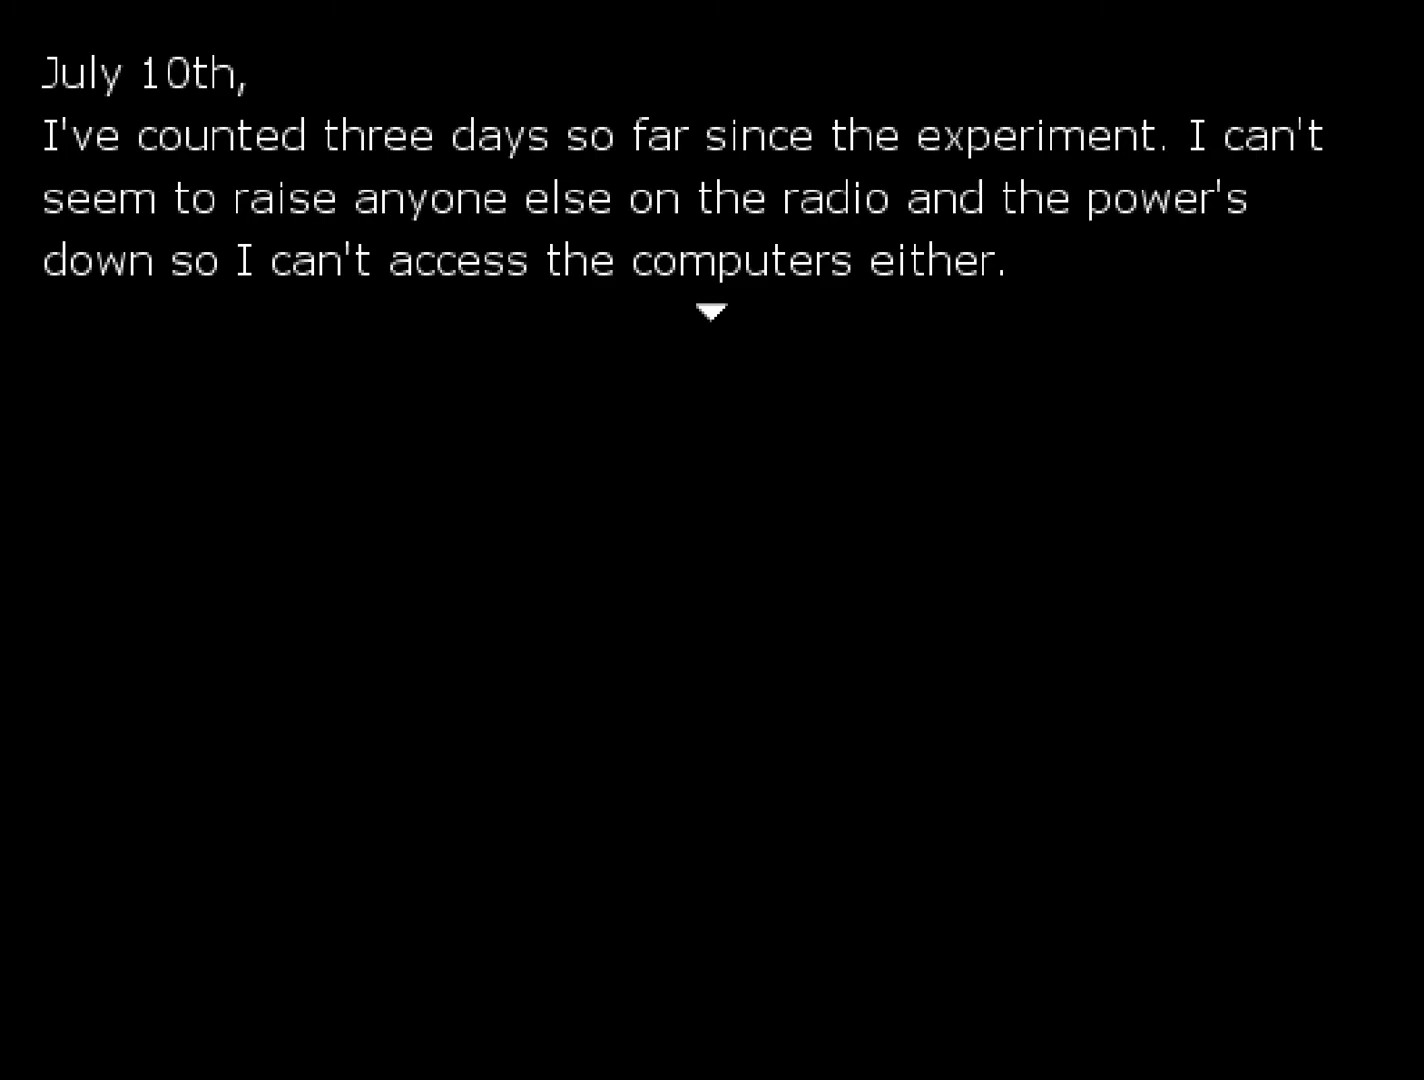 July 10th,
I've counted three days so far since the experiment. I can't
seem to raise anyone else on the radio and the power's
down so I can't access the computers either.